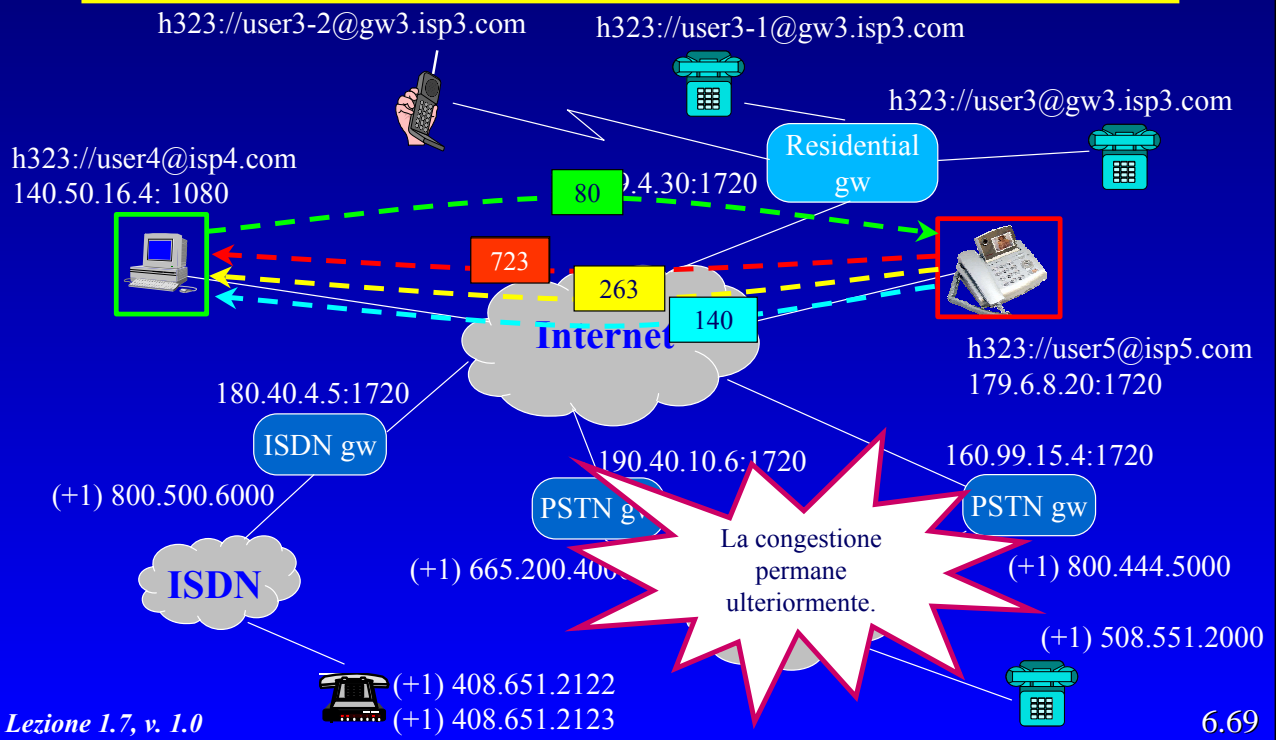 h323://user3-2@gw3.isp3.com
h323://user3-1@gw3.isp3.com
h323://user3@gw3.isp3.com
Residential
gw
h323://user4@isp4.com
140.50.16.4: 1080
80
9.4.30:1720
723
263
140
Internet
h323://user5@isp5.com
179.6.8.20:1720
180.40.4.5:1720
ISDN gw
190.40.10.6:1720
160.99.15.4:1720
(+1) 800.500.6000
PSTN gw
PSTN gw
La congestione
permane
ulteriormente.
ISDN
(+1) 665.200.4000
(+1) 800.444.5000
(+1) 508.551.2000
(+1) 408.651.2122
(+1) 408.651.2123
Lezione 1.7, v. 1.0
6.69